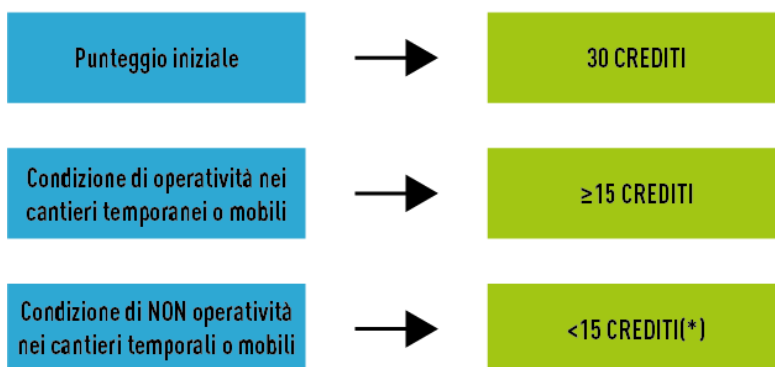 Punteggio iniziale
30 CREDITI
Condizione di operatività nei
cantieri temporanei o mobili
≥15 CREDITI
Condizione di NON operatività
nei cantieri temporali o mobili
<15 CREDITI(*)